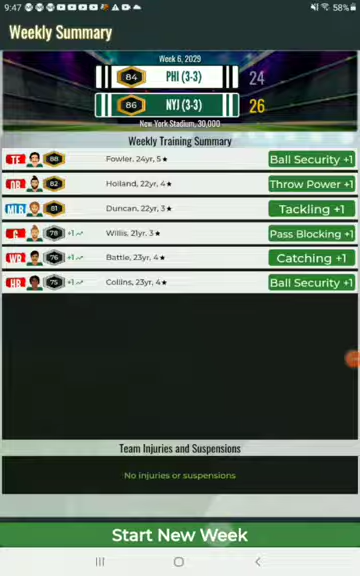 9:47
58%
Weekly Summary
Week 6, 2029
84 PHI (3-3) 24
86 NYJ (3-3) 26
New York Stadium, 30,000
Weekly Training Summary
TE 88 Fowler, 24yr, 5★ Ball Security +1
QB 82 Holland, 22yr, 4★ Throw Power +1
MLB 81 Duncan, 22yr, 3★ Tackling +1
C 78 +1 Willis, 21yr, 3★ Pass Blocking +1
WR 76 +1 Battle, 23yr, 4★ Catching +1
HB 75 +1 Collins, 23yr, 4★ Ball Security +1
Team Injuries and Suspensions
No injuries or suspensions
Start New Week